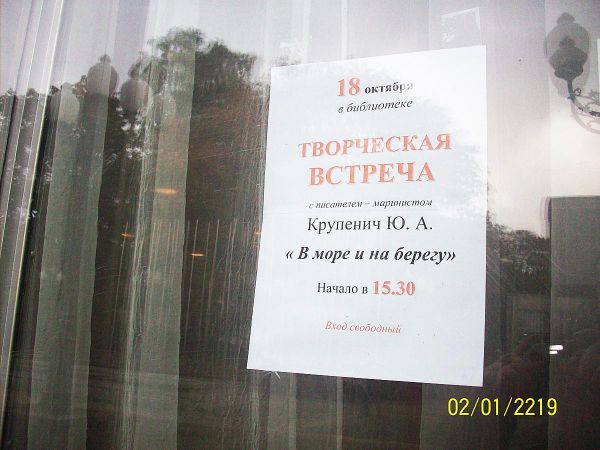 18 октября
в библиотеке
ТВОРЧЕСКАЯ
ВСТРЕЧА
с писателем – маринистом
Крупенич Ю. А.
« В море и на берегу»
Начало в 15.30
Вход свободный
02/01/2219